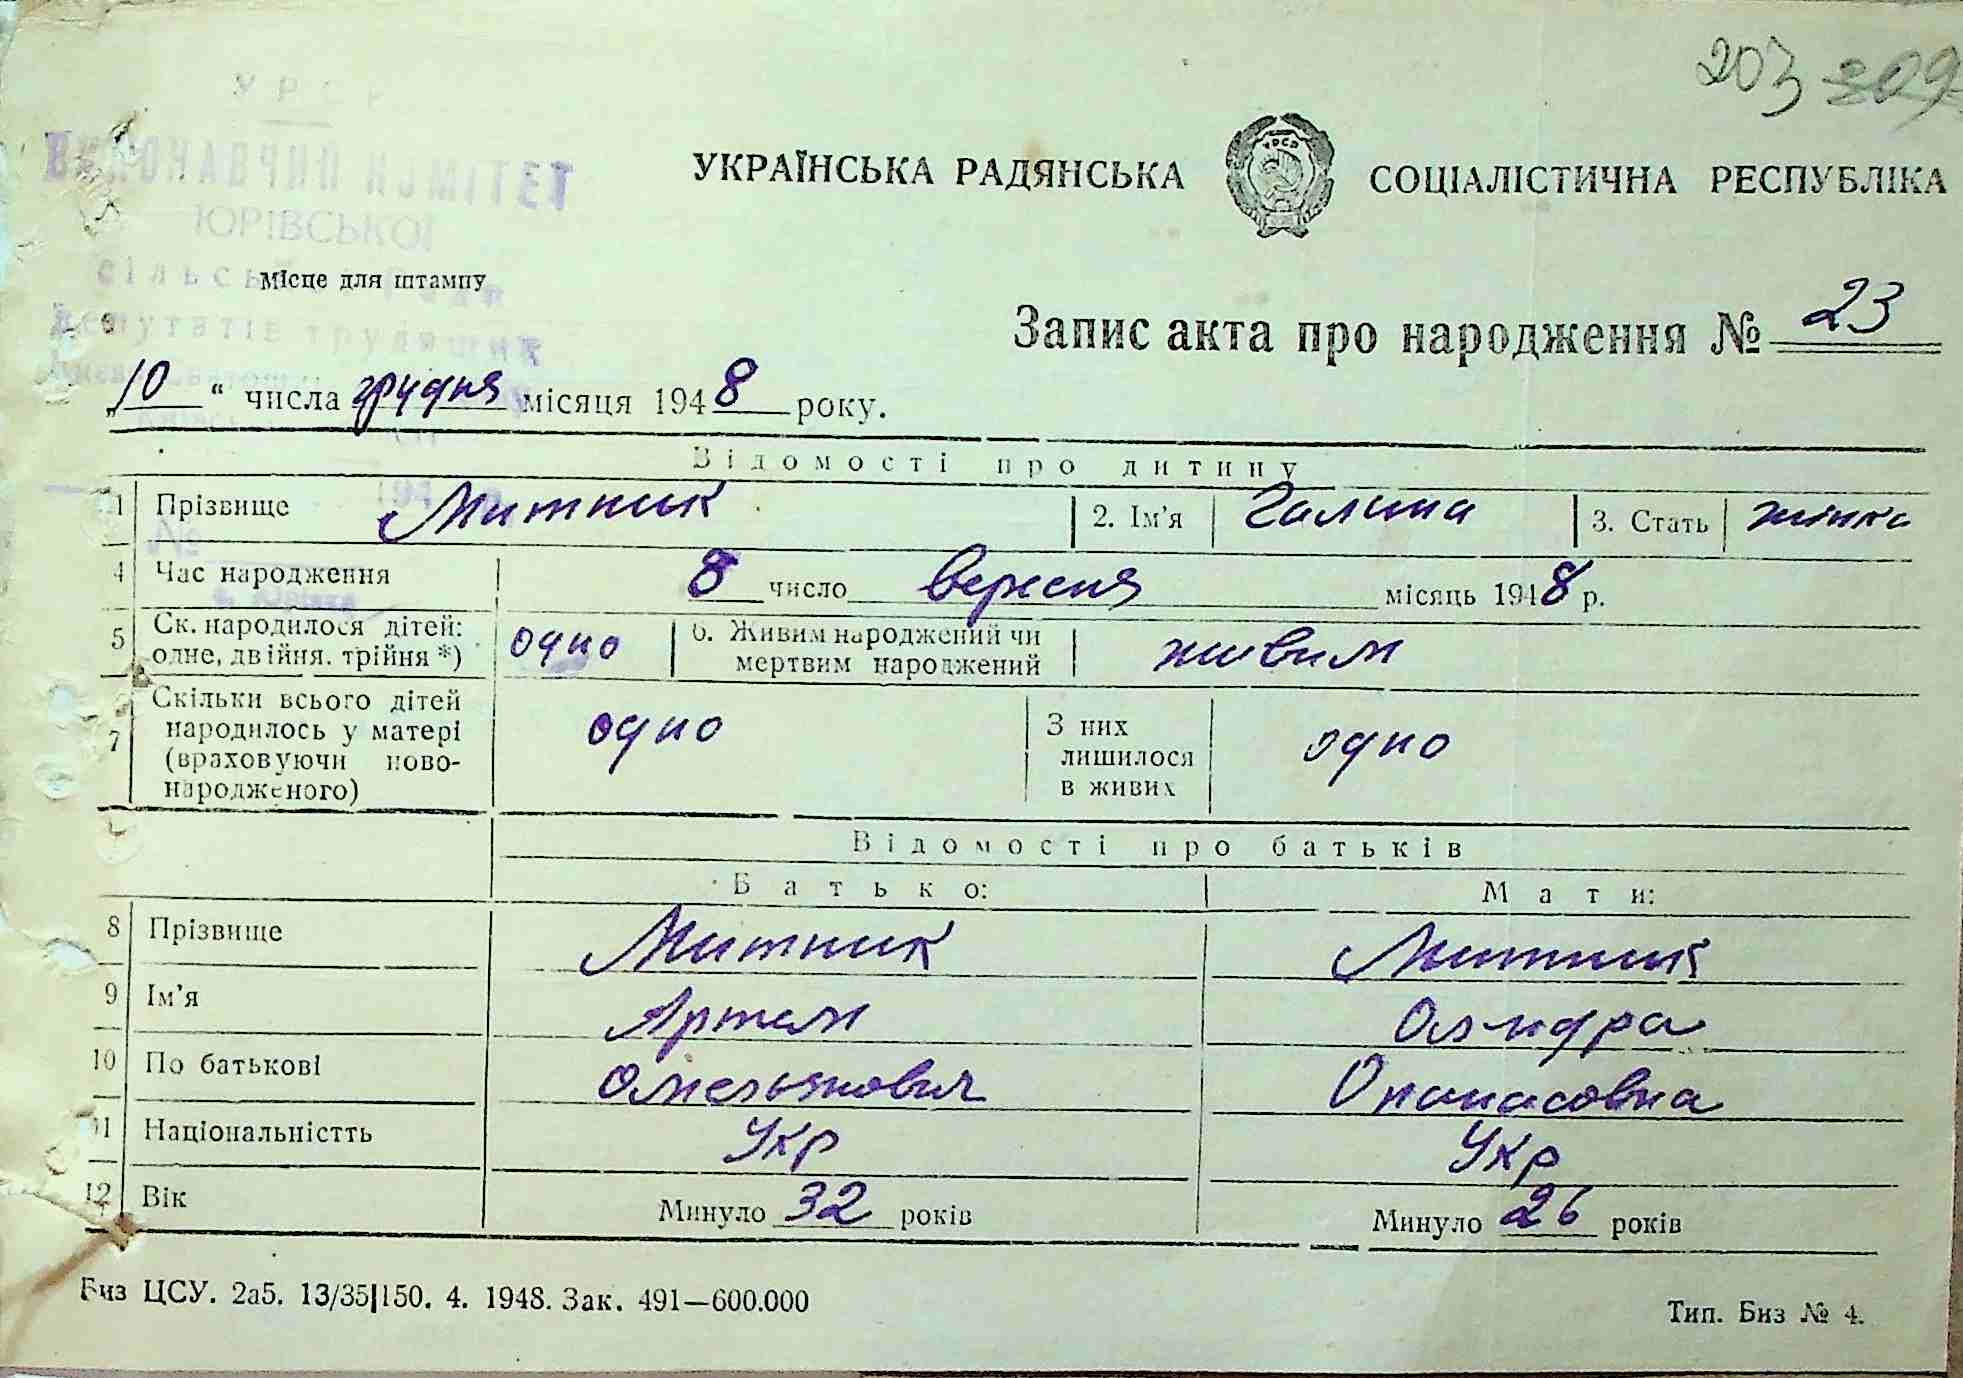 203 309
УРСР
ВИКОНАВЧИЙ КОМІТЕТ
ЮРІВСЬКОЇ
сільської Ради
депутатів трудящих
УКРАЇНСЬКА РАДЯНСЬКА СОЦІАЛІСТИЧНА РЕСПУБЛІКА
Місце для штампу
Запис акта про народження № 23
„10“ числа грудня місяця 1948 року.
Відомості про дитину
1 Прізвище Митник 2. Ім'я Галина 3. Стать жінка
4 Час народження 8 число вересня місяць 1948 р.
5 Ск. народилося дітей: одне, двійня. трійня *) одно 6. Живим народжений чи мертвим народжений живим
7 Скільки всього дітей народилось у матері (враховуючи ново-народженого) одно З них лишилося в живих одно
Відомості про батьків
Батько: Мати:
8 Прізвище Митник Митник
9 Ім'я Артем
10 По батькові Омельянович Опанасовна
11 Національністть Укр Укр
12 Вік Минуло 32 років Минуло 26 років
Биз ЦСУ. 2а5. 13/35|150. 4. 1948. Зак. 491—600.000
Тип. Биз № 4.